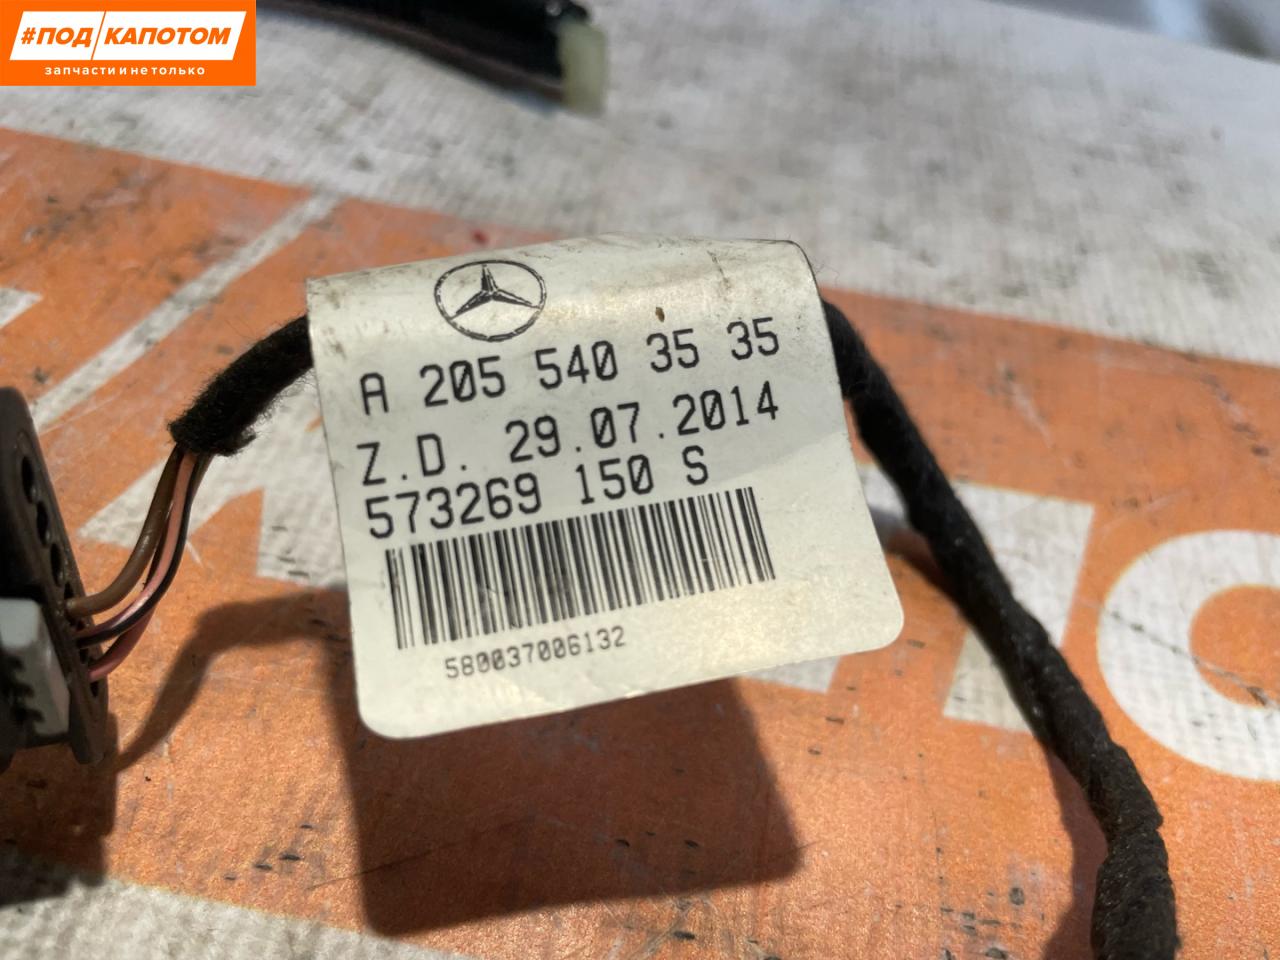 #ПОД КАПОТОМ
запчасти и не только
A 205 540 35 35
Z.D. 29.07.2014
573269 150 S
580037006132